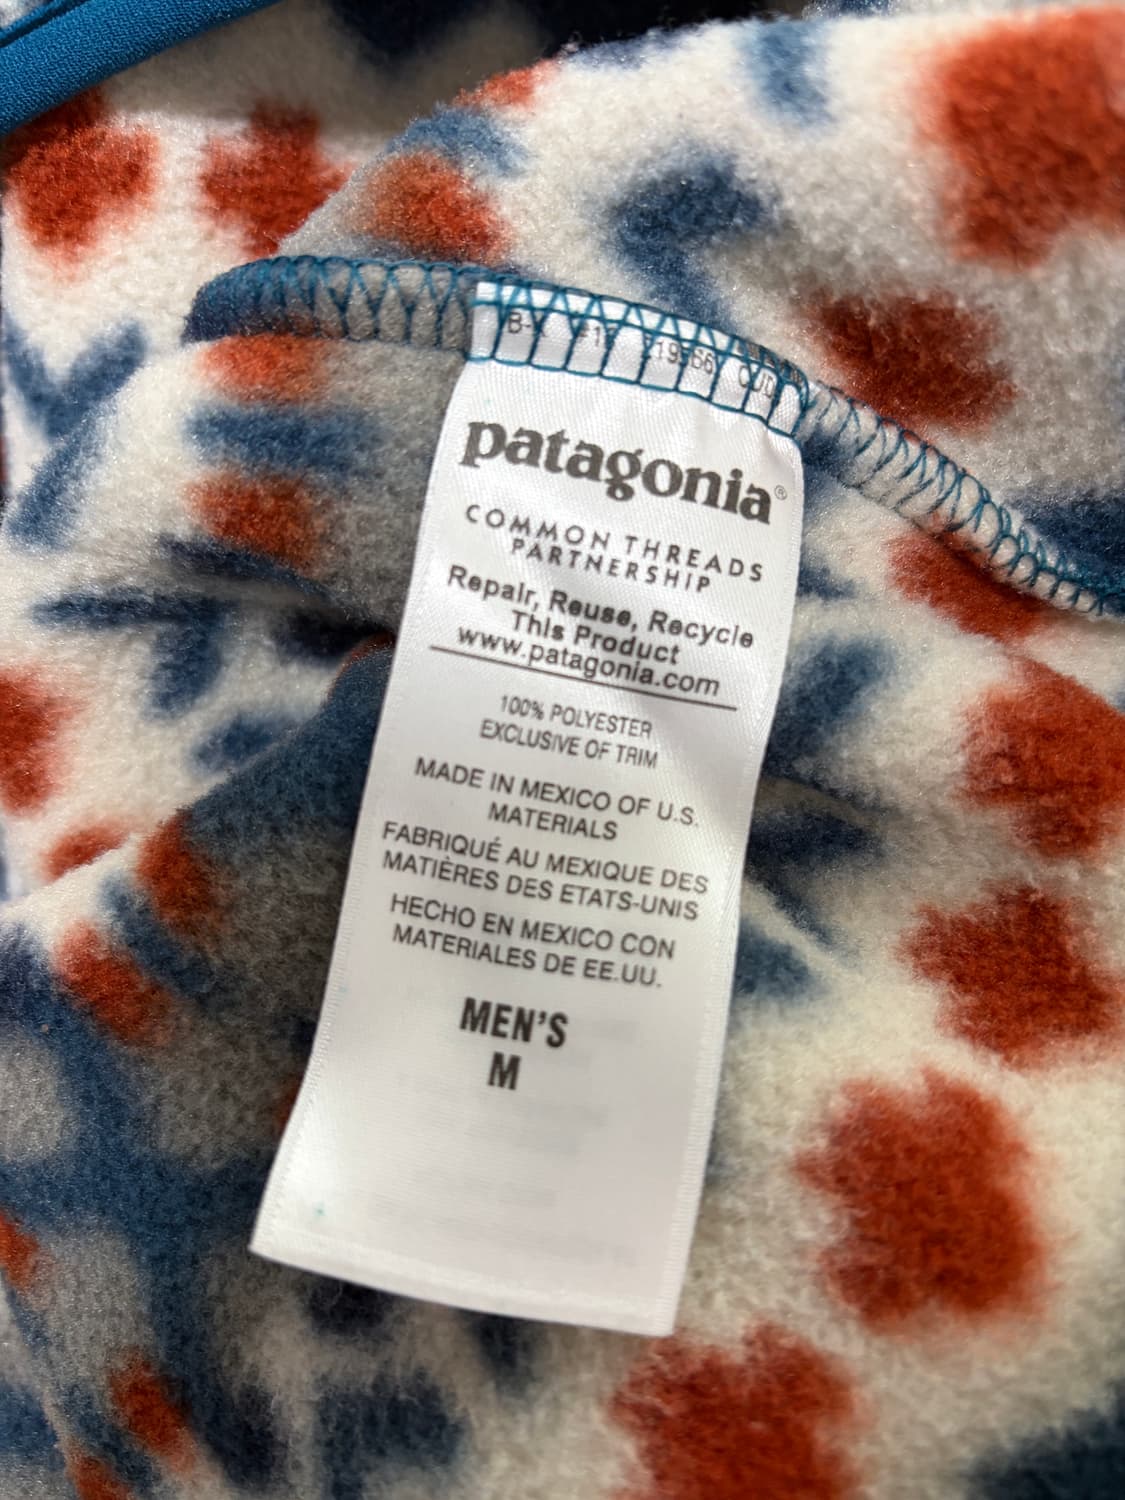 patagonia®
COMMON THREADS
PARTNERSHIP
Repair, Reuse, Recycle
This Product
www.patagonia.com
100% POLYESTER
EXCLUSIVE OF TRIM
MADE IN MEXICO OF U.S.
MATERIALS
FABRIQUÉ AU MEXIQUE DES
MATIÈRES DES ETATS-UNIS
HECHO EN MEXICO CON
MATERIALES DE EE.UU.
MEN'S
M